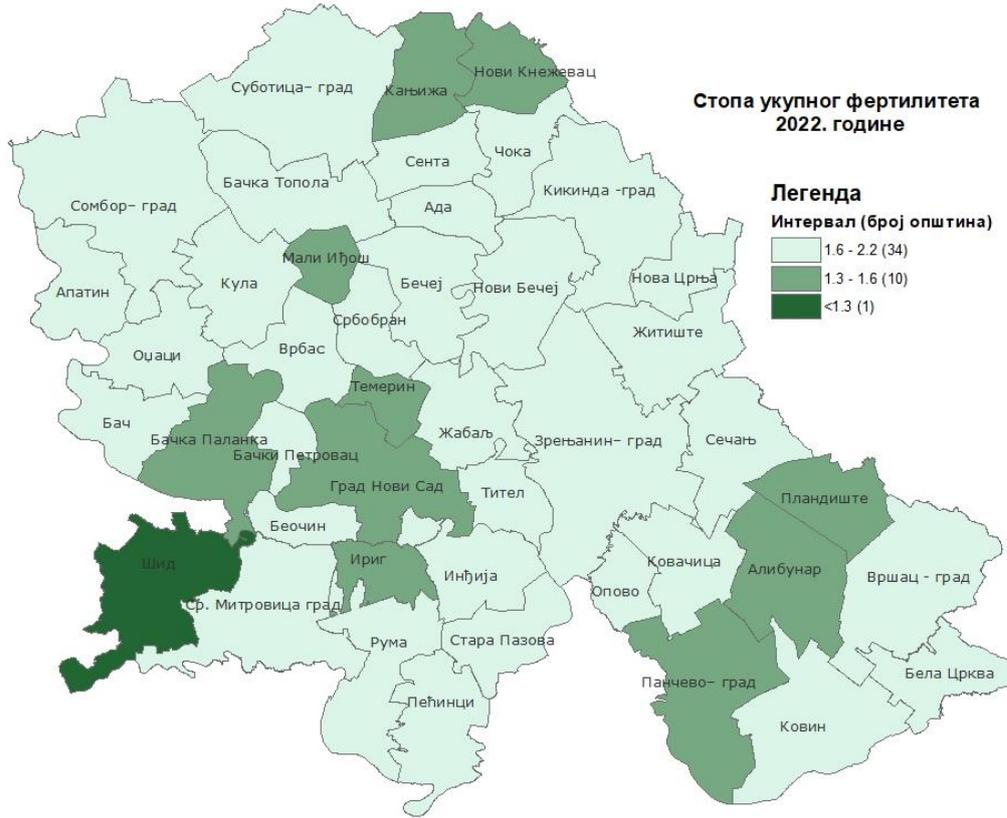 Стопа укупног фертилитета
2022. године
Легенда
Интервал (број општина)
1.6 - 2.2 (34)
1.3 - 1.6 (10)
<1.3 (1)
Суботица- град
Кањижа
Нови Кнежевац
Сента
Чока
Бачка Топола
Сомбор- град
Ада
Кикинда -град
Мали Иђош
Апатин
Кула
Бечеј
Нови Бечеј
Нова Црња
Србобран
Житиште
Врбас
Оџаци
Темерин
Бач
Бачка Паланка
Жабаљ
Зрењанин- град
Сечањ
Бачки Петровац
Град Нови Сад
Тител
Пландиште
Беочин
Шид
Ириг
Инђија
Ковачица
Алибунар
Вршац - град
Опово
Ср. Митровица град
Рума
Стара Пазова
Бела Црква
Панчево- град
Пећинци
Ковин